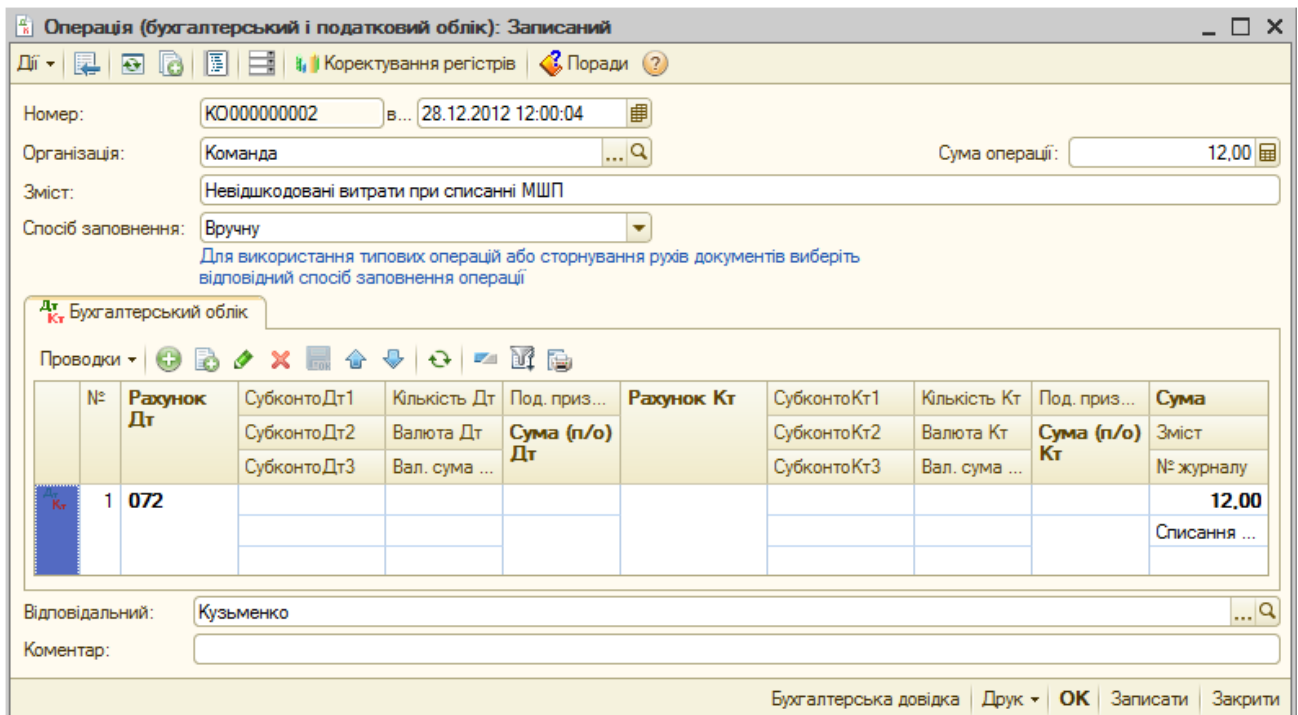 Операція (бухгалтерський і податковий облік): Записаний
Дії Коректування регістрів Поради
Номер: КО000000002 в... 28.12.2012 12:00:04
Організація: Команда ... Сума операції: 12,00
Зміст: Невідшкодовані витрати при списанні МШП
Спосіб заповнення: Вручну
Для використання типових операцій або сторнування рухів документів виберіть
відповідний спосіб заповнення операції
Дт Кт Бухгалтерський облік
Проводки
№ Рахунок Дт СубконтоДт1 Кількість Дт Под. приз... Рахунок Кт СубконтоКт1 Кількість Кт Под. приз... Сума
СубконтоДт2 Валюта Дт Сума (п/о) Дт СубконтоКт2 Валюта Кт Сума (п/о) Кт Зміст
СубконтоДт3 Вал. сума ... СубконтоКт3 Вал. сума ... № журналу
Дт Кт 1 072 12,00
Списання ...
Відповідальний: Кузьменко ...
Коментар:
Бухгалтерська довідка Друк OK Записати Закрити